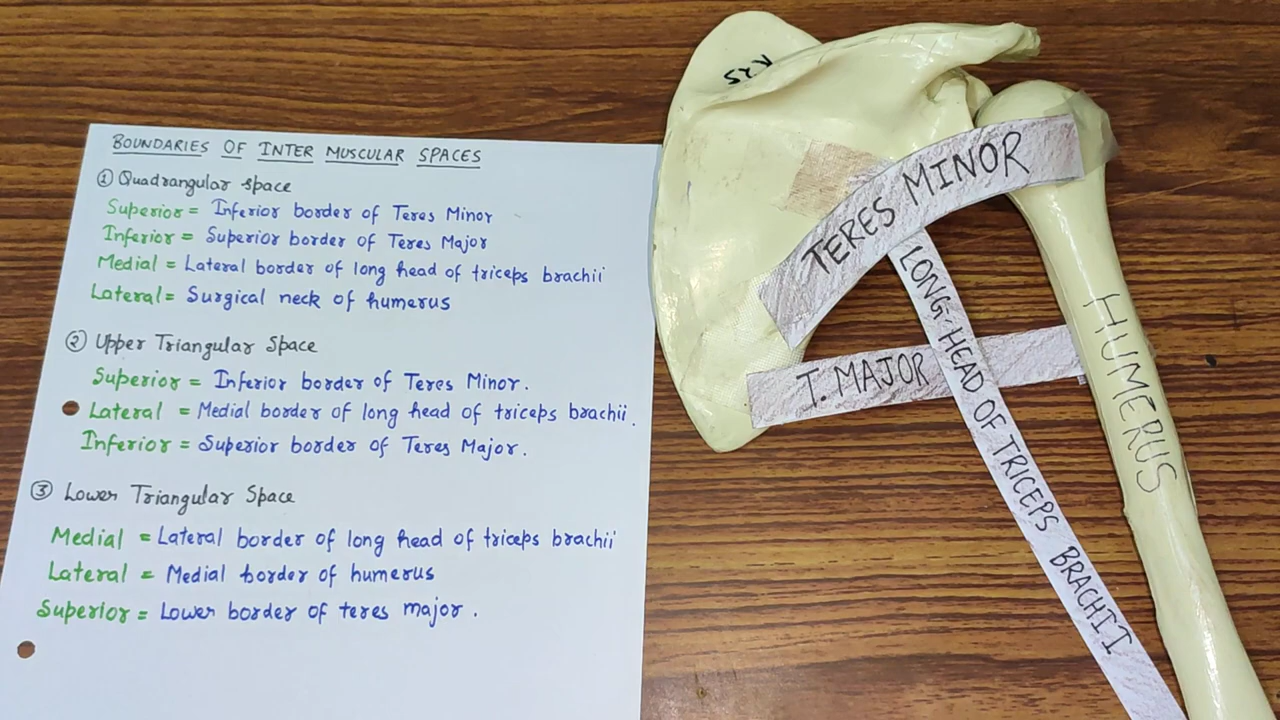 BOUNDARIES OF INTER MUSCULAR SPACES
① Quadrangular space
Superior = Inferior border of Teres Minor
Inferior = Superior border of Teres Major
Medial = Lateral border of long head of triceps brachii
Lateral = Surgical neck of humerus
② Upper Triangular Space
Superior = Inferior border of Teres Minor.
Lateral = Medial border of long head of triceps brachii.
Inferior = Superior border of Teres Major.
③ Lower Triangular Space
Medial = Lateral border of long head of triceps brachii
Lateral = Medial border of humerus
Superior = Lower border of teres major.
TERES MINOR
LONG-HEAD OF TRICEPS BRACHII
T. MAJOR
HUMERUS